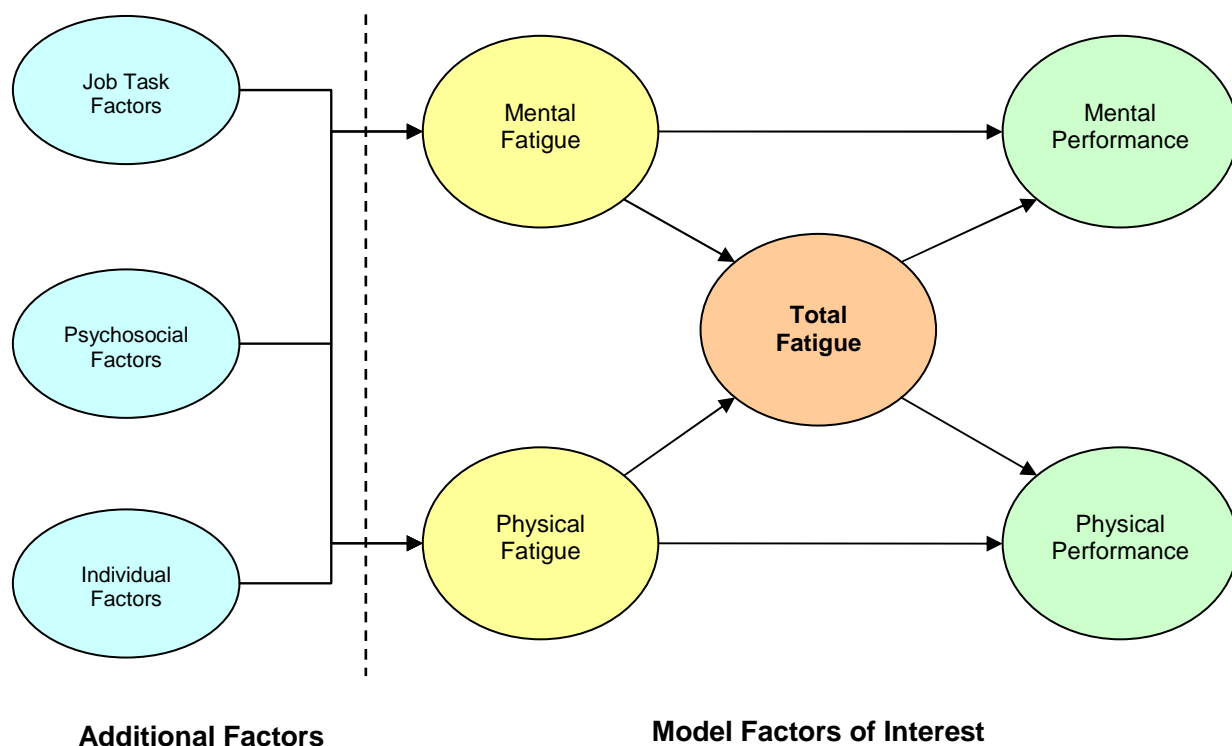 Job Task
Factors
Psychosocial
Factors
Individual
Factors
Mental
Fatigue
Physical
Fatigue
Total
Fatigue
Mental
Performance
Physical
Performance
Additional Factors
Model Factors of Interest